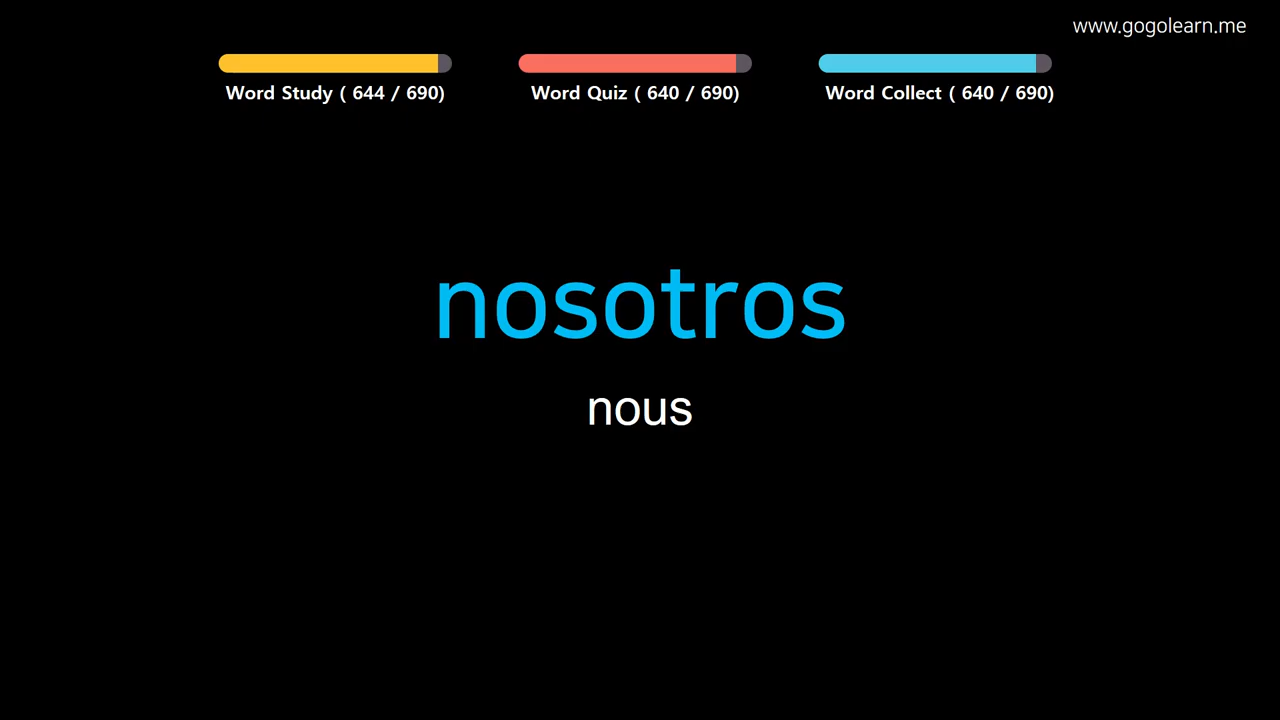 www.gogolearn.me
Word Study ( 644 / 690)
Word Quiz ( 640 / 690)
Word Collect ( 640 / 690)
nosotros
nous